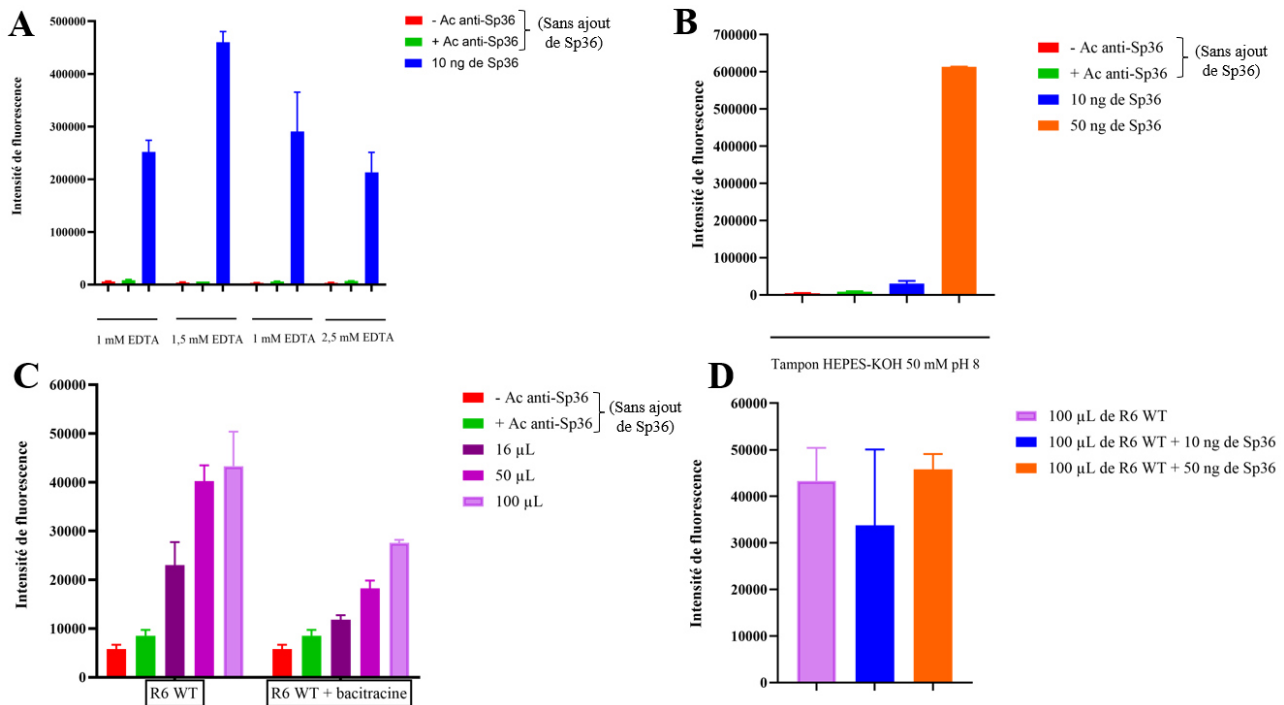 A
Intensité de fluorescence
500000
400000
300000
200000
100000
0
1 mM EDTA
1,5 mM EDTA
1 mM EDTA
2,5 mM EDTA
- Ac anti-Sp36
+ Ac anti-Sp36
(Sans ajout
de Sp36)
10 ng de Sp36
B
Intensité de fluorescence
700000
600000
500000
400000
300000
200000
100000
0
Tampon HEPES-KOH 50 mM pH 8
- Ac anti-Sp36
+ Ac anti-Sp36
(Sans ajout
de Sp36)
10 ng de Sp36
50 ng de Sp36
C
Intensité de fluorescence
60000
50000
40000
30000
20000
10000
0
R6 WT
R6 WT + bacitracine
- Ac anti-Sp36
+ Ac anti-Sp36
(Sans ajout
de Sp36)
16 µL
50 µL
100 µL
D
Intensité de fluorescence
60000
50000
40000
30000
20000
10000
0
100 µL de R6 WT
100 µL de R6 WT + 10 ng de Sp36
100 µL de R6 WT + 50 ng de Sp36